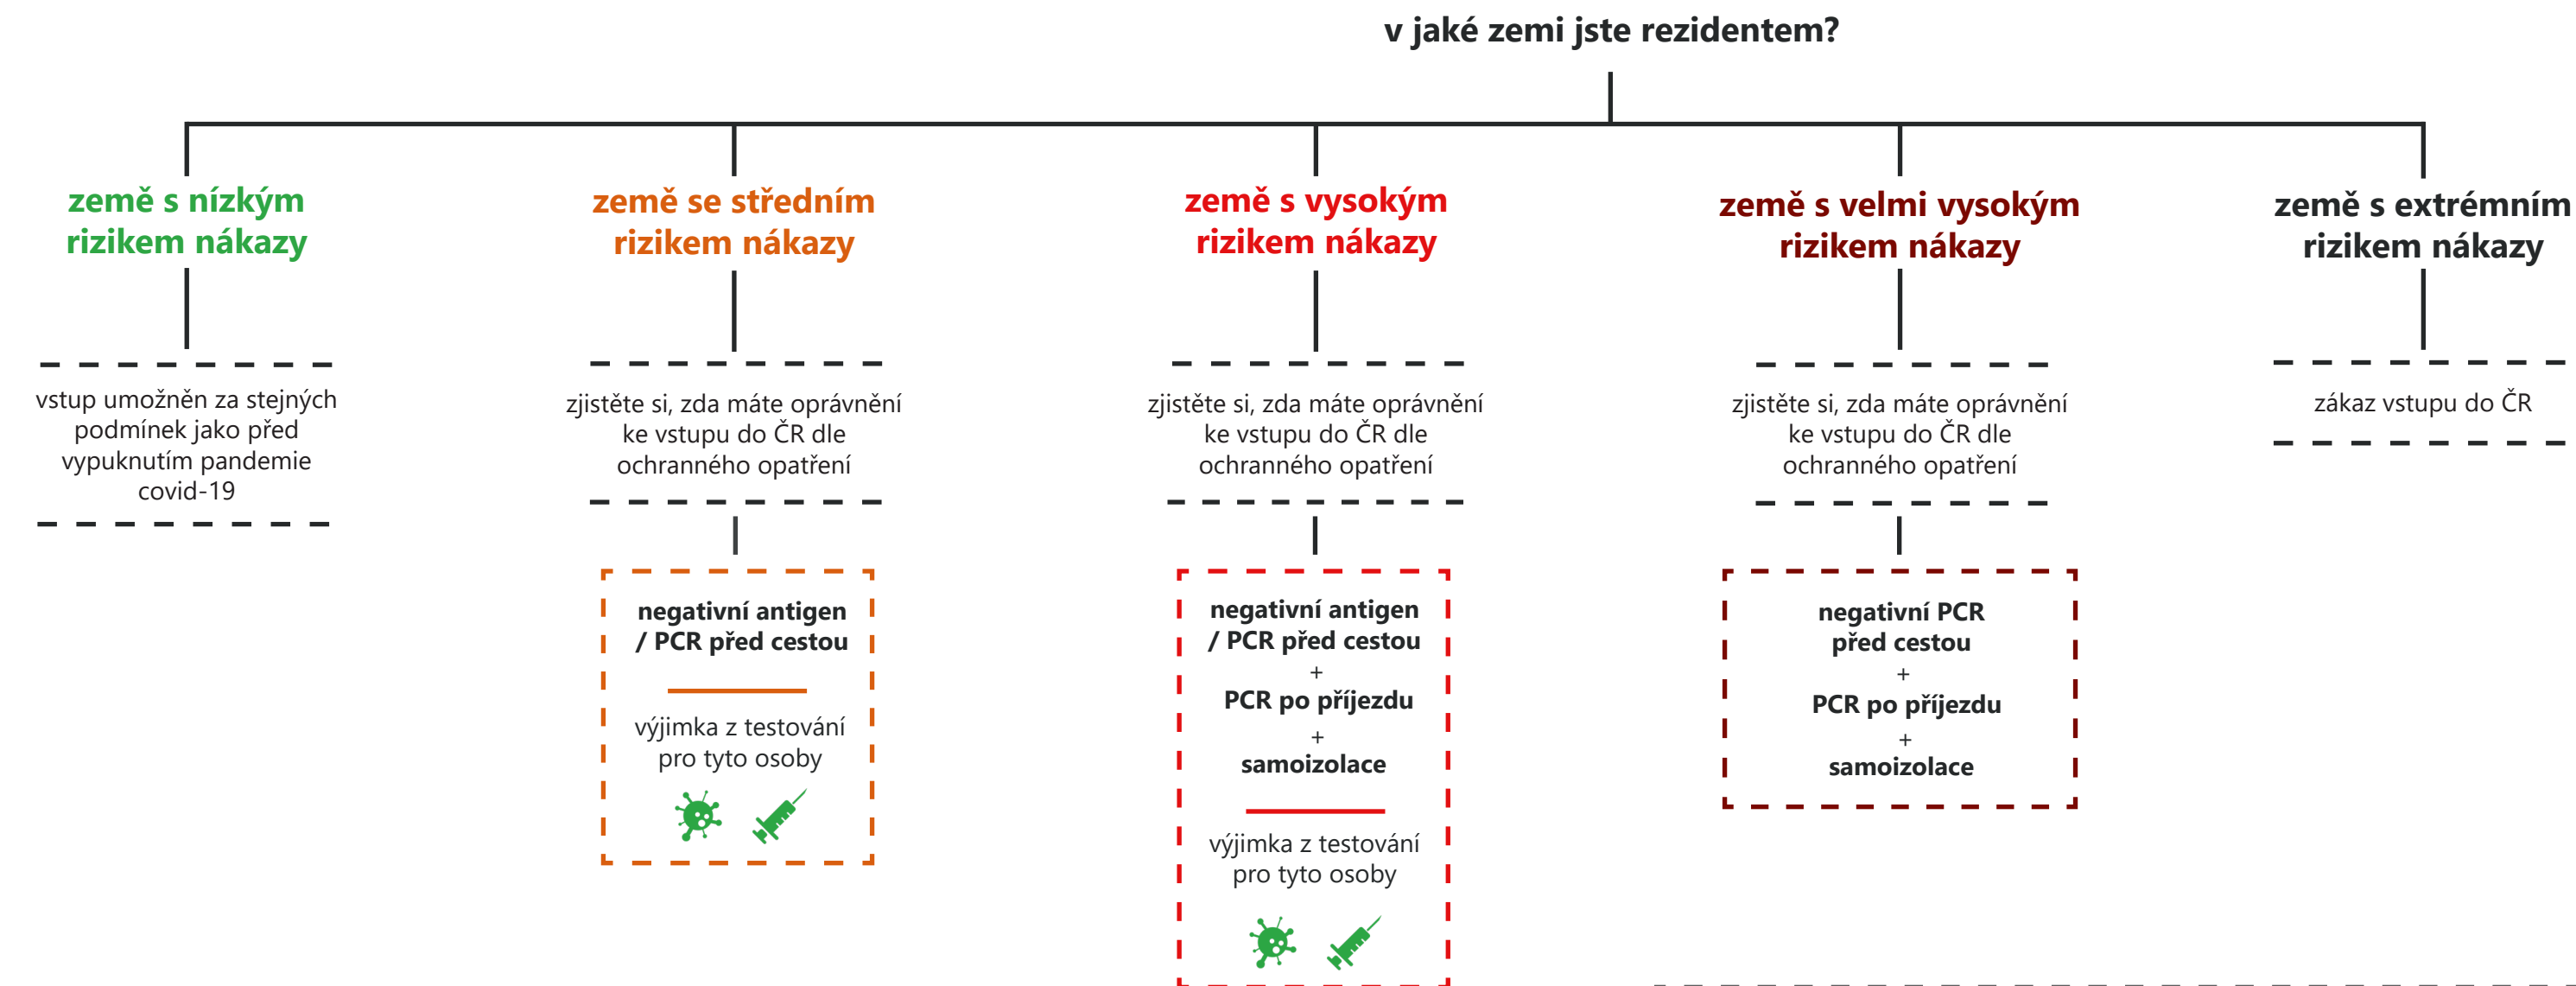 v jaké zemi jste rezidentem?
země s nízkým
rizikem nákazy
vstup umožněn za stejných
podmínek jako před
vypuknutím pandemie
covid-19
země se středním
rizikem nákazy
zjistěte si, zda máte oprávnění
ke vstupu do ČR dle
ochranného opatření
negativní antigen
/ PCR před cestou
výjimka z testování
pro tyto osoby
země s vysokým
rizikem nákazy
zjistěte si, zda máte oprávnění
ke vstupu do ČR dle
ochranného opatření
negativní antigen
/ PCR před cestou
+
PCR po příjezdu
+
samoizolace
výjimka z testování
pro tyto osoby
země s velmi vysokým
rizikem nákazy
zjistěte si, zda máte oprávnění
ke vstupu do ČR dle
ochranného opatření
negativní PCR
před cestou
+
PCR po příjezdu
+
samoizolace
země s extrémním
rizikem nákazy
zákaz vstupu do ČR